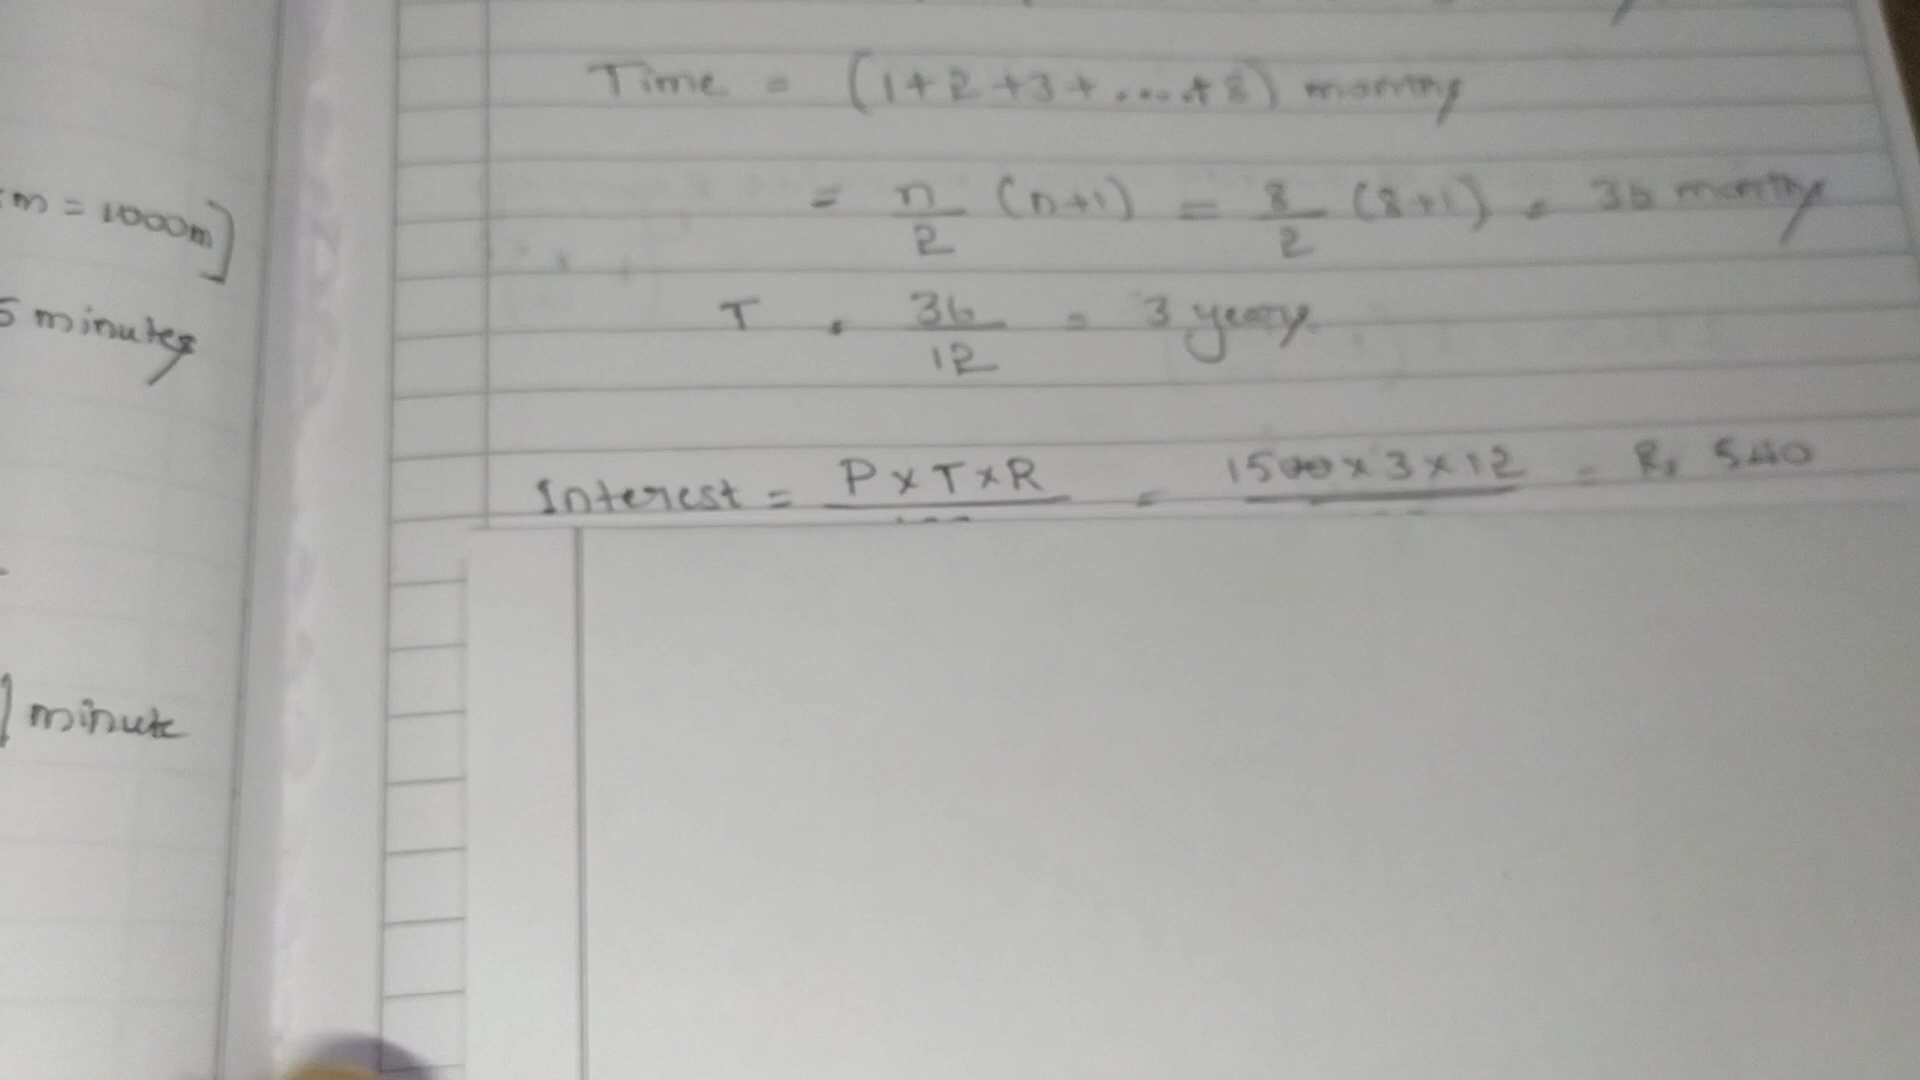 m = 1000m]
5 minutes
1 minute
Time = (1+2+3+.....+8) months
= n/2 (n+1) = 8/2 (8+1) = 36 months
T = 36/12 = 3 years
Interest = P×T×R = 1500×3×12 = Rs 540